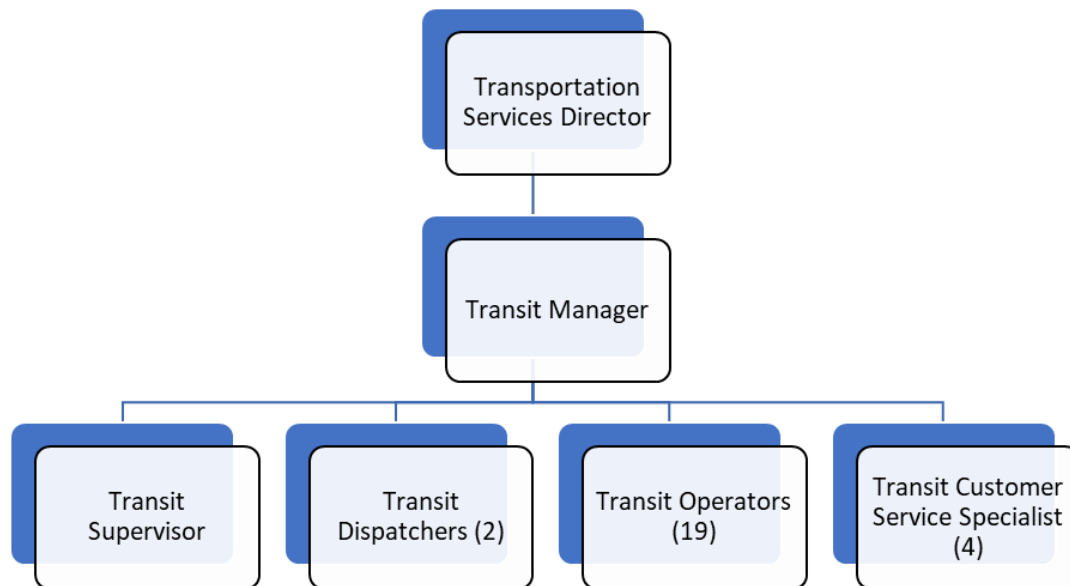 Transportation
Services Director
Transit Manager
Transit
Supervisor
Transit
Dispatchers (2)
Transit Operators
(19)
Transit Customer
Service Specialist
(4)